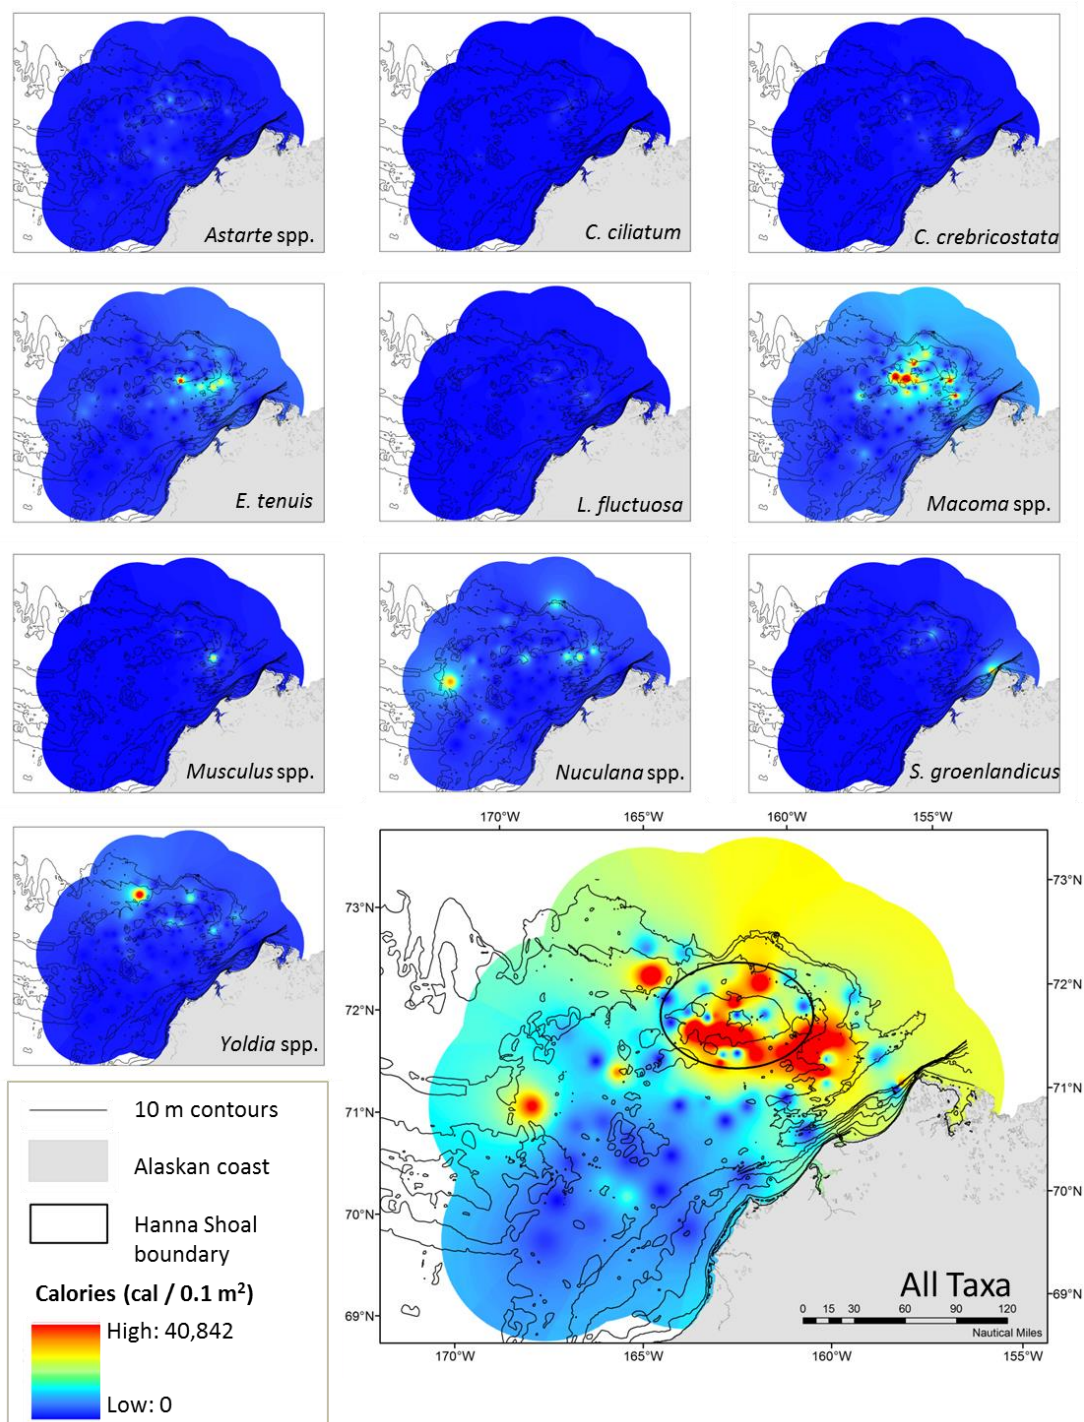 Astarte spp.
C. ciliatum
C. crebricostata
E. tenuis
L. fluctuosa
Macoma spp.
Musculus spp.
Nuculana spp.
S. groenlandicus
Yoldia spp.
170°W 165°W 160°W 155°W
73°N
72°N
71°N
70°N
69°N
73°N
72°N
71°N
70°N
69°N
All Taxa
0 15 30 60 90 120
Nautical Miles
170°W 165°W 160°W 155°W
10 m contours
Alaskan coast
Hanna Shoal
boundary
Calories (cal / 0.1 m²)
High: 40,842
Low: 0